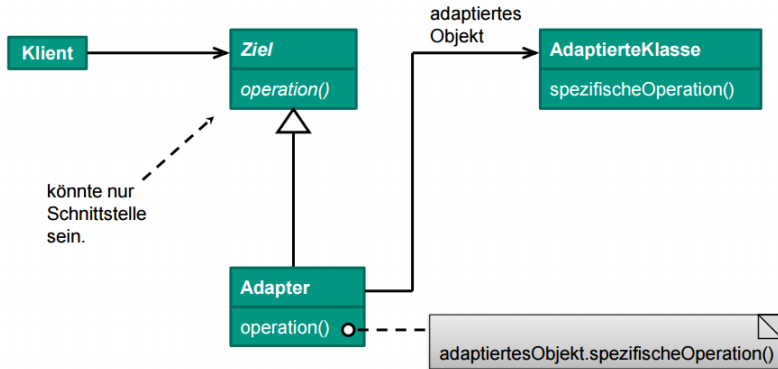 Klient
Ziel
operation()
adaptiertes
Objekt
AdaptierteKlasse
spezifischeOperation()
könnte nur
Schnittstelle
sein.
Adapter
operation()
adaptiertesObjekt.spezifischeOperation()